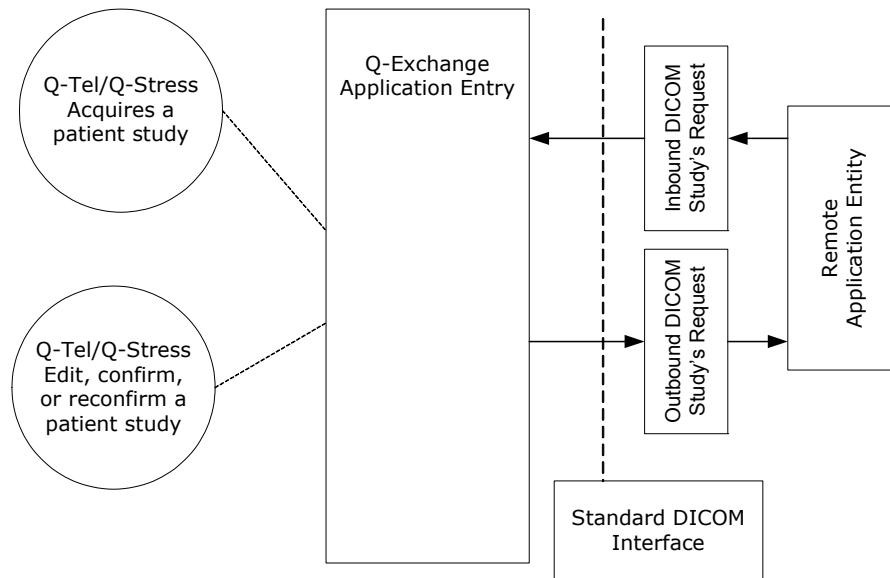 Q-Tel/Q-Stress
Acquires a
patient study
Q-Tel/Q-Stress
Edit, confirm,
or reconfirm a
patient study
Q-Exchange
Application Entry
Inbound DICOM
Study's Request
Outbound DICOM
Study's Request
Remote
Application Entity
Standard DICOM
Interface